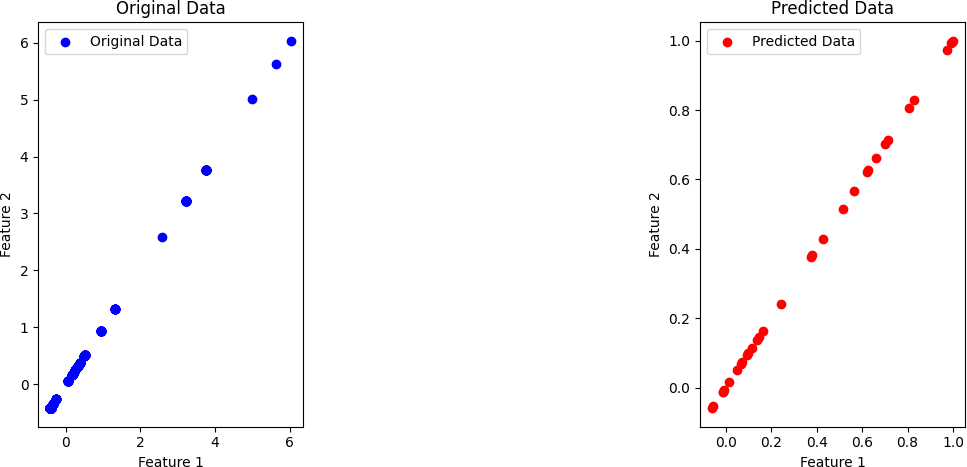 Original Data
Original Data
6
5
4
3
2
1
0
Feature 2
0 2 4 6
Feature 1
Predicted Data
Predicted Data
1.0
0.8
0.6
0.4
0.2
0.0
Feature 2
0.0 0.2 0.4 0.6 0.8 1.0
Feature 1